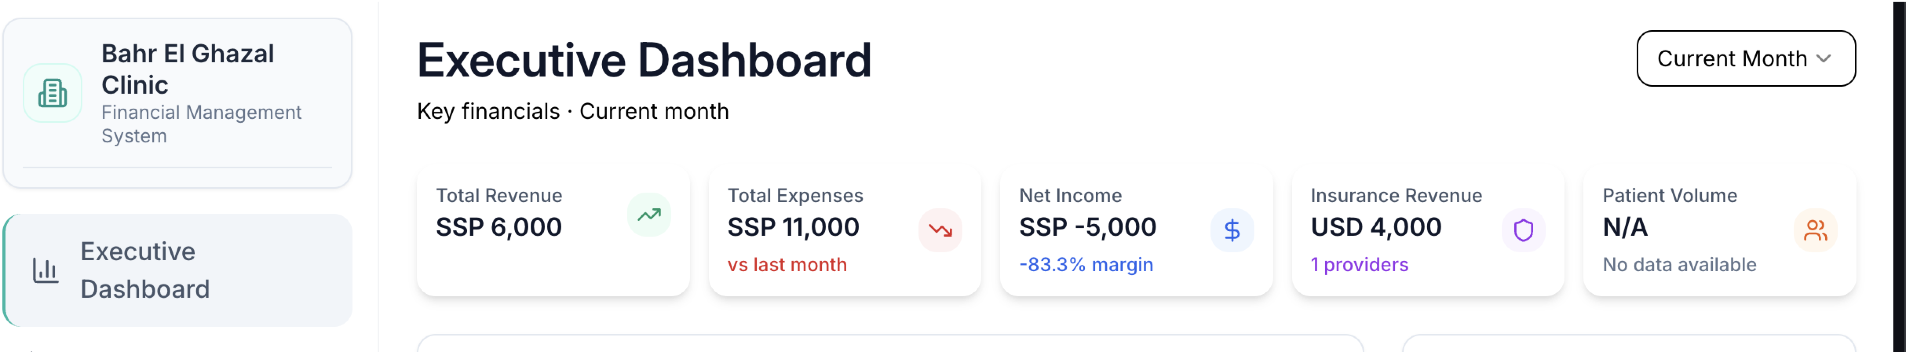 Bahr El Ghazal
Clinic
Financial Management
System
Executive
Dashboard
Executive Dashboard
Current Month
Key financials · Current month
Total Revenue
SSP 6,000
Total Expenses
SSP 11,000
vs last month
Net Income
SSP -5,000
-83.3% margin
Insurance Revenue
USD 4,000
1 providers
Patient Volume
N/A
No data available